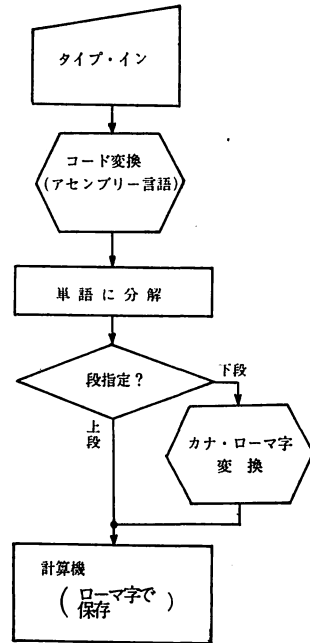 タイプ・イン
コード変換
(アセンブリー言語)
単語に分解
段指定?
下段
上段
カナ・ローマ字
変換
計算機
(ローマ字で
保存)